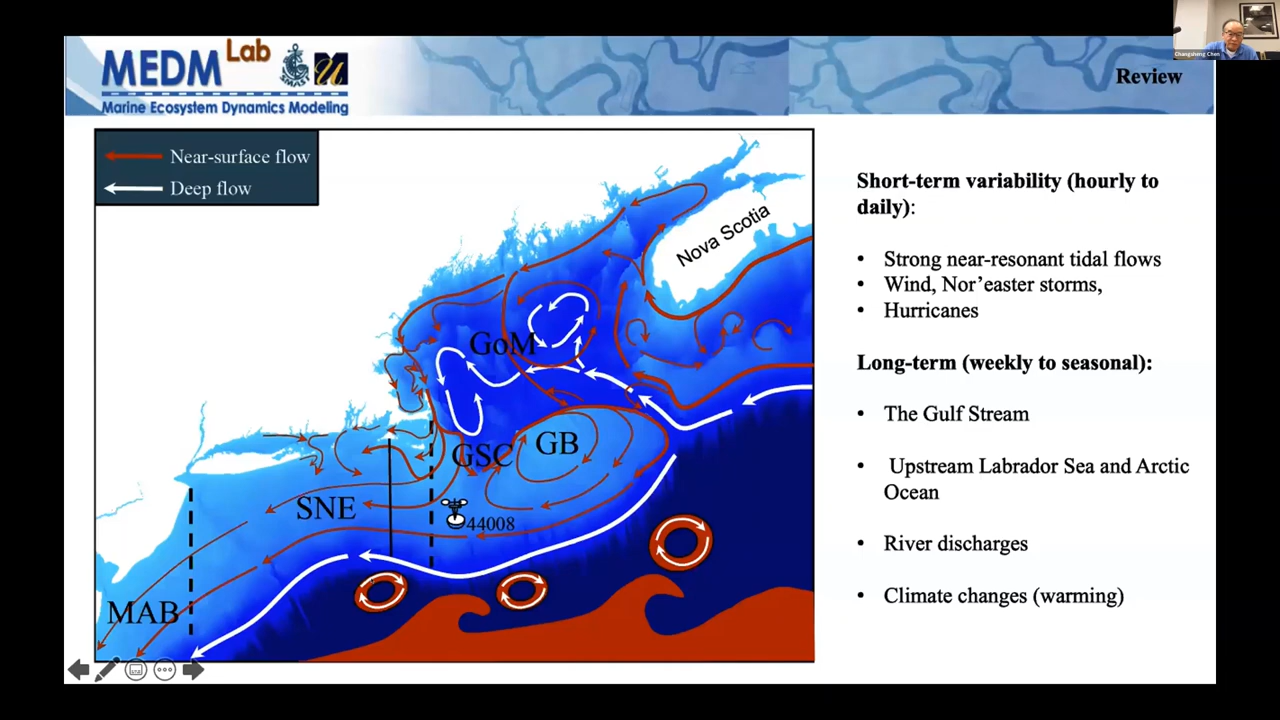 MEDM Lab
Marine Ecosystem Dynamics Modeling
Changsheng Chen
Review
Near-surface flow
Deep flow
Nova Scotia
GoM
GSC
GB
SNE
44008
MAB
Short-term variability (hourly to
daily):
• Strong near-resonant tidal flows
• Wind, Nor’easter storms,
• Hurricanes
Long-term (weekly to seasonal):
• The Gulf Stream
• Upstream Labrador Sea and Arctic
Ocean
• River discharges
• Climate changes (warming)